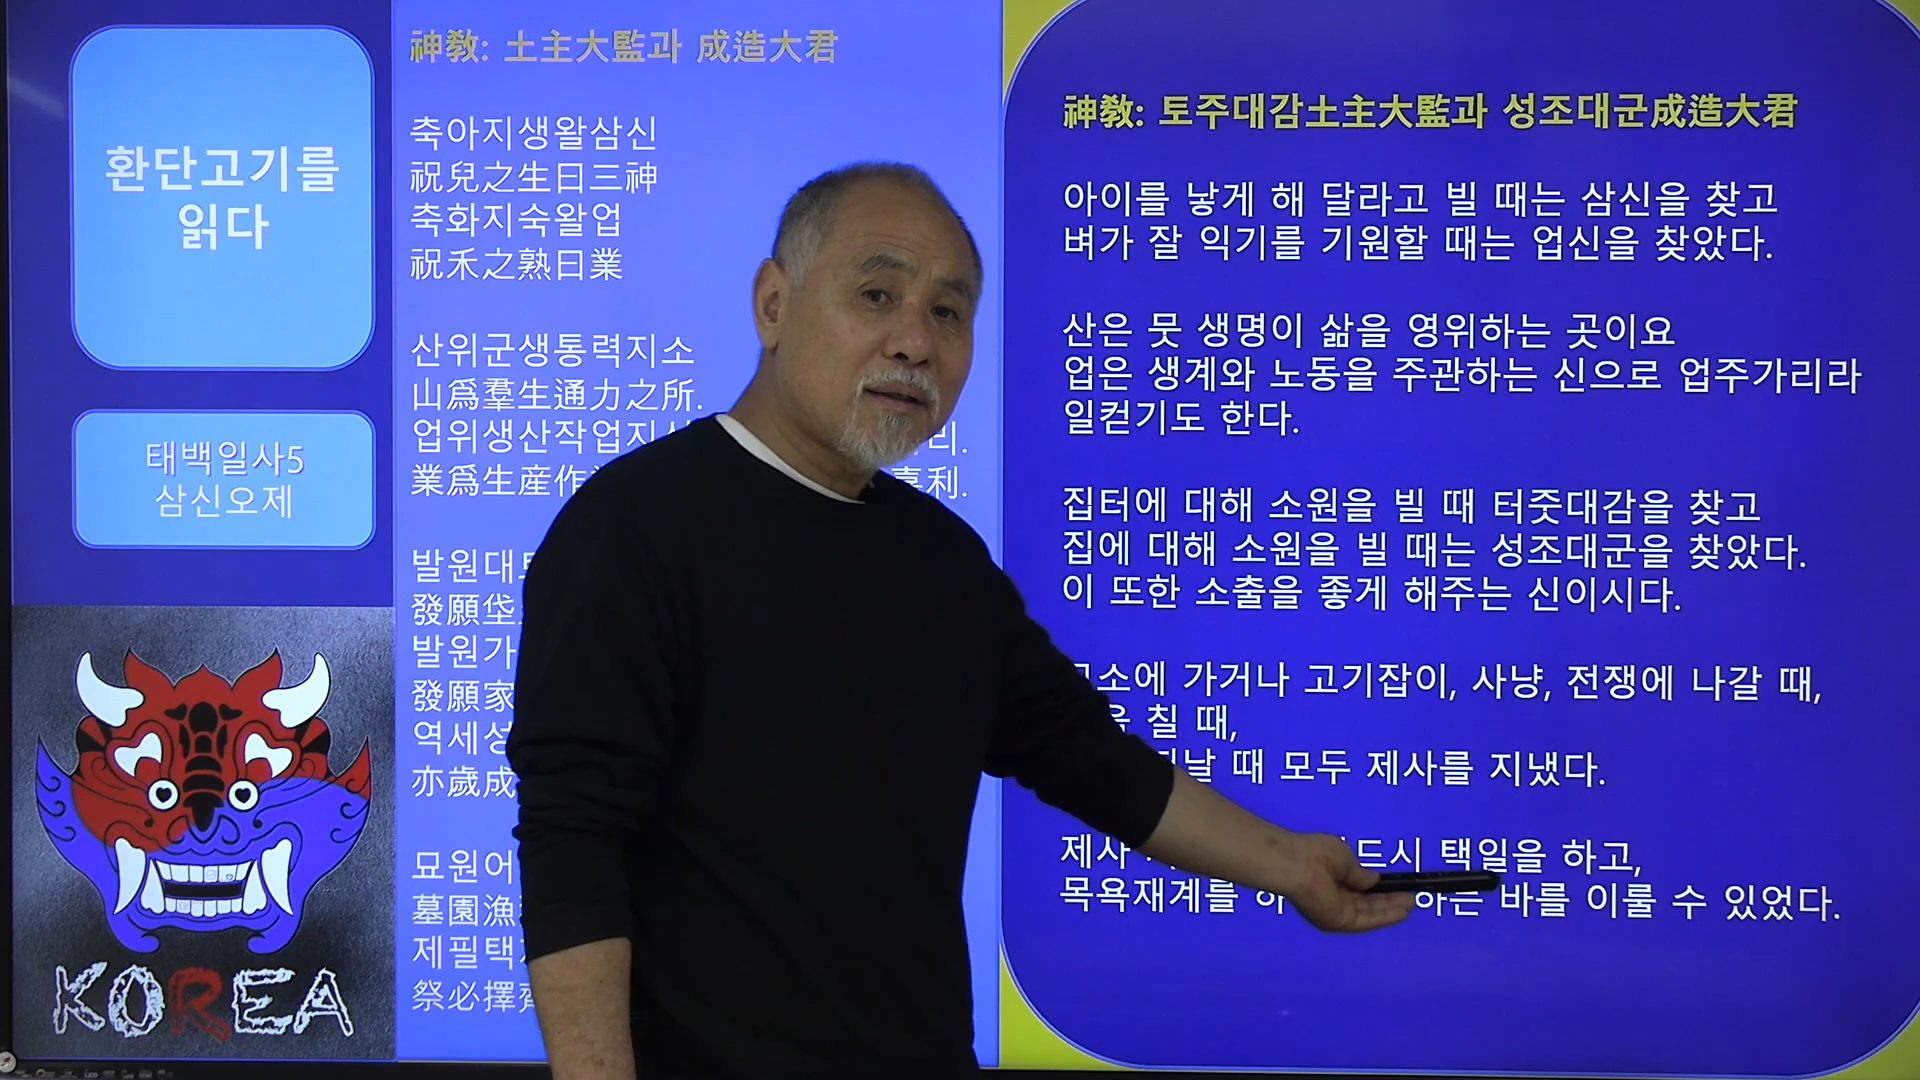 환단고기를
읽다
태백일사5
삼신오제
KOREA
神敎: 土主大監과 成造大君
축아지생왈삼신
祝兒之生曰三神
축화지숙왈업
祝禾之熟曰業
산위군생통력지소
山爲羣生通力之所.
업위생산작업지
리.
業爲生産作
喜利.
발원대
發願垈
발원가
發願家
역세성
亦歲成
묘원어
墓園漁
제필택
祭必擇齊
神敎: 토주대감土主大監과 성조대군成造大君
아이를 낳게 해 달라고 빌 때는 삼신을 찾고
벼가 잘 익기를 기원할 때는 업신을 찾았다.
산은 뭇 생명이 삶을 영위하는 곳이요
업은 생계와 노동을 주관하는 신으로 업주가리라
일컫기도 한다.
집터에 대해 소원을 빌 때 터줏대감을 찾고
집에 대해 소원을 빌 때는 성조대군을 찾았다.
이 또한 소출을 좋게 해주는 신이시다.
소에 가거나 고기잡이, 사냥, 전쟁에 나갈 때,
칠 때,
날 때 모두 제사를 지냈다.
제사
드시 택일을 하고,
목욕재계를 하
하는 바를 이룰 수 있었다.